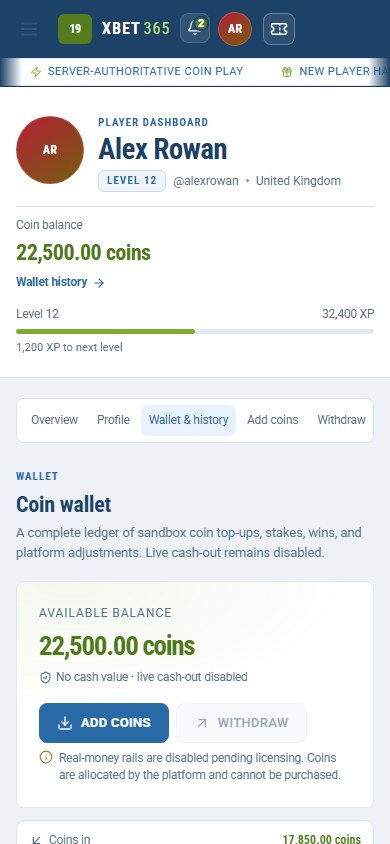 19 XBET 365 2 AR
SERVER-AUTHORITATIVE COIN PLAY NEW PLAYER HA
AR
PLAYER DASHBOARD
Alex Rowan
LEVEL 12 @alexrowan • United Kingdom
Coin balance
22,500.00 coins
Wallet history →
Level 12 32,400 XP
1,200 XP to next level
Overview Profile Wallet & history Add coins Withdraw
WALLET
Coin wallet
A complete ledger of sandbox coin top-ups, stakes, wins, and
platform adjustments. Live cash-out remains disabled.
AVAILABLE BALANCE
22,500.00 coins
No cash value · live cash-out disabled
ADD COINS WITHDRAW
Real-money rails are disabled pending licensing. Coins
are allocated by the platform and cannot be purchased.
Coins in 17,850.00 coins